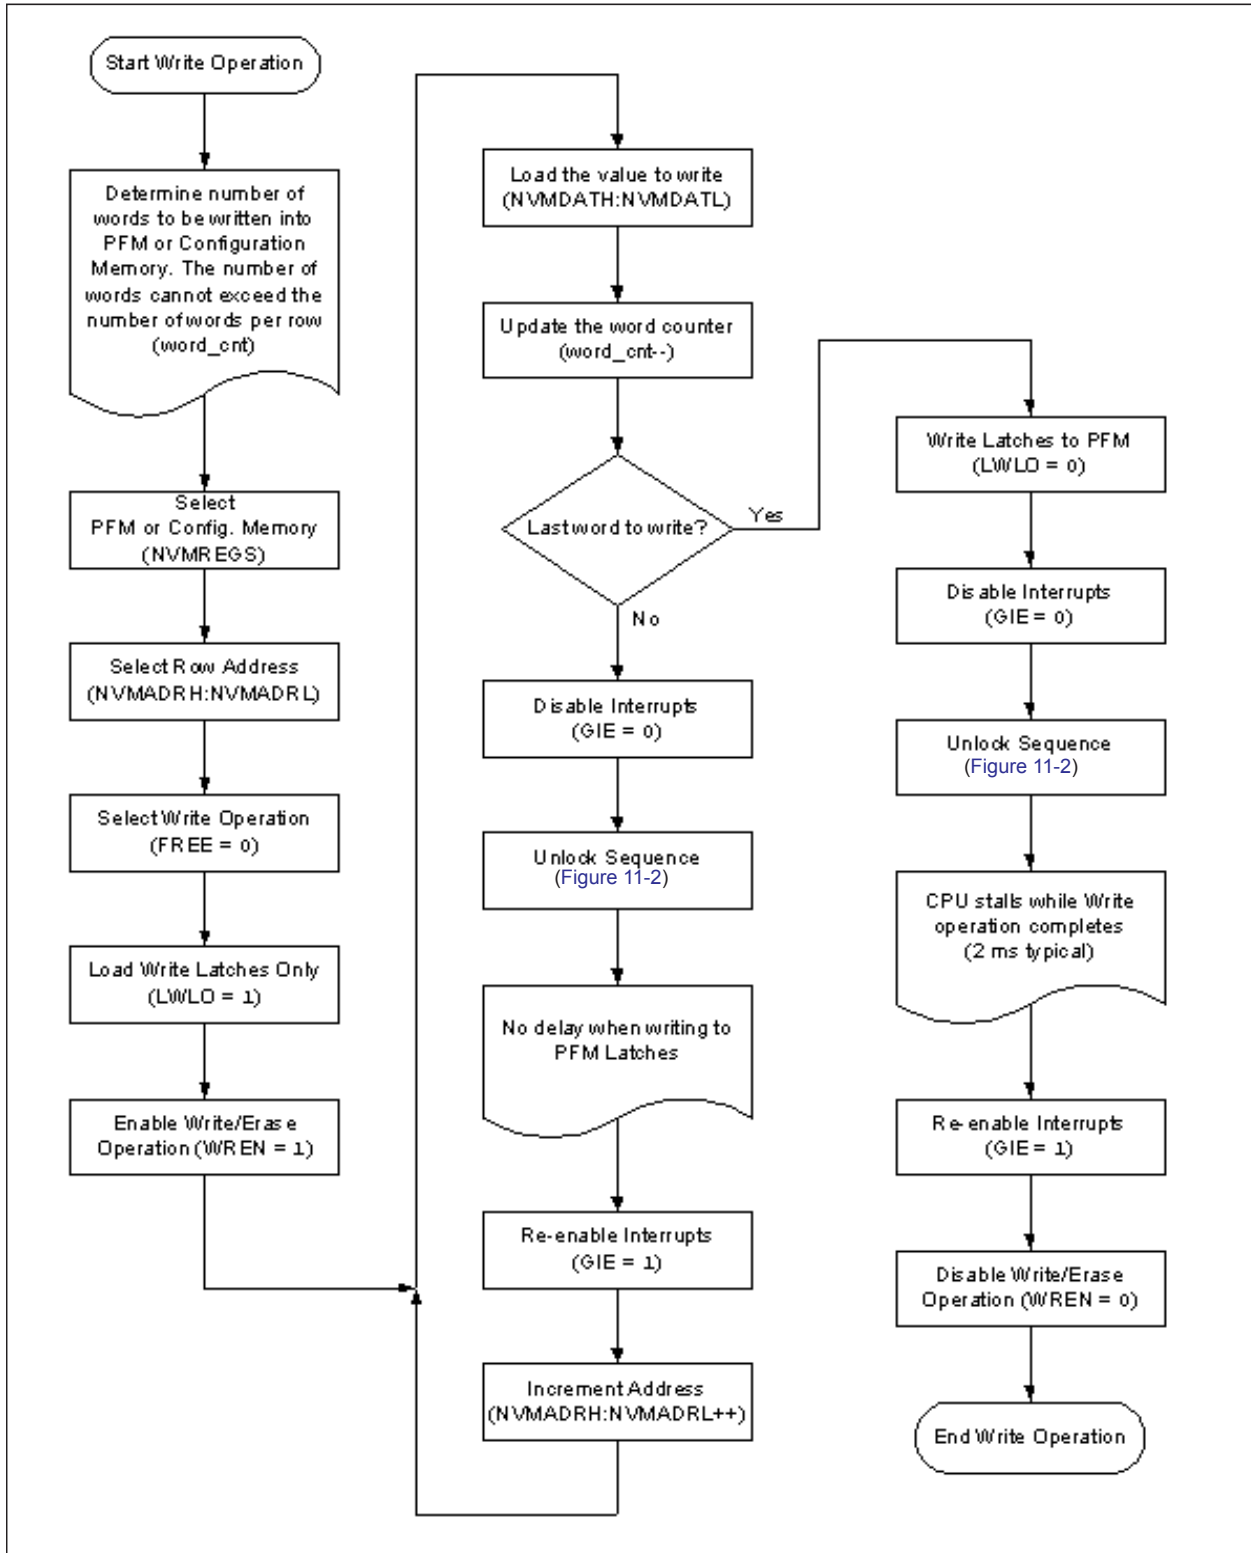 Start Write Operation
Determine number of
words to be written into
PFM or Configuration
Memory. The number of
words cannot exceed the
number of words per row
(word_cnt)
Select
PFM or Config. Memory
(NVMREGS)
Select Row Address
(NVMADRH:NVMADRL)
Select Write Operation
(FREE = 0)
Load Write Latches Only
(LWLO = 1)
Enable Write/Erase
Operation (WREN = 1)
Load the value to write
(NVMDATH:NVMDATL)
Update the word counter
(word_cnt--)
Last word to write?
Yes
No
Disable Interrupts
(GIE = 0)
Unlock Sequence
(Figure 11-2)
No delay when writing to
PFM Latches
Re-enable Interrupts
(GIE = 1)
Increment Address
(NVMADRH:NVMADRL++)
Write Latches to PFM
(LWLO = 0)
Disable Interrupts
(GIE = 0)
Unlock Sequence
(Figure 11-2)
CPU stalls while Write
operation completes
(2 ms typical)
Re-enable Interrupts
(GIE = 1)
Disable Write/Erase
Operation (WREN = 0)
End Write Operation